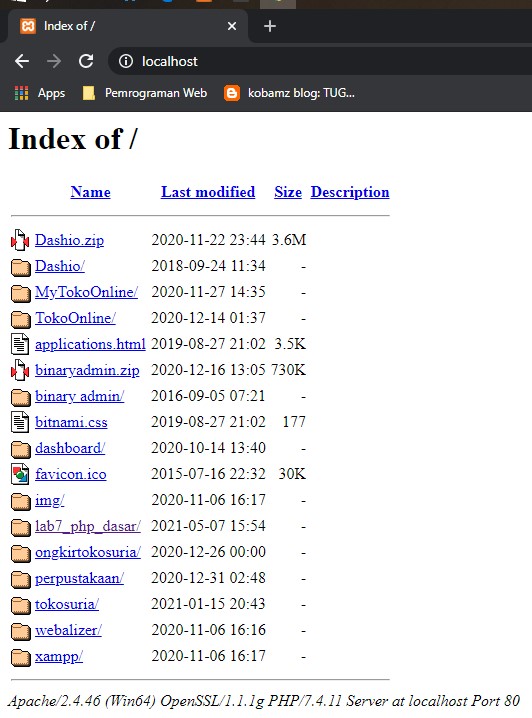 Index of /
localhost
Apps Pemrograman Web kobamz blog: TUG...
Index of /
Name Last modified Size Description
Dashio.zip 2020-11-22 23:44 3.6M
Dashio/ 2018-09-24 11:34 -
MyTokoOnline/ 2020-11-27 14:35 -
TokoOnline/ 2020-12-14 01:37 -
applications.html 2019-08-27 21:02 3.5K
binaryadmin.zip 2020-12-16 13:05 730K
binary admin/ 2016-09-05 07:21 -
bitnami.css 2019-08-27 21:02 177
dashboard/ 2020-10-14 13:40 -
favicon.ico 2015-07-16 22:32 30K
img/ 2020-11-06 16:17 -
lab7_php_dasar/ 2021-05-07 15:54 -
ongkirtokosuria/ 2020-12-26 00:00 -
perpustakaan/ 2020-12-31 02:48 -
tokosuria/ 2021-01-15 20:43 -
webalizer/ 2020-11-06 16:16 -
xampp/ 2020-11-06 16:17 -
Apache/2.4.46 (Win64) OpenSSL/1.1.1g PHP/7.4.11 Server at localhost Port 80